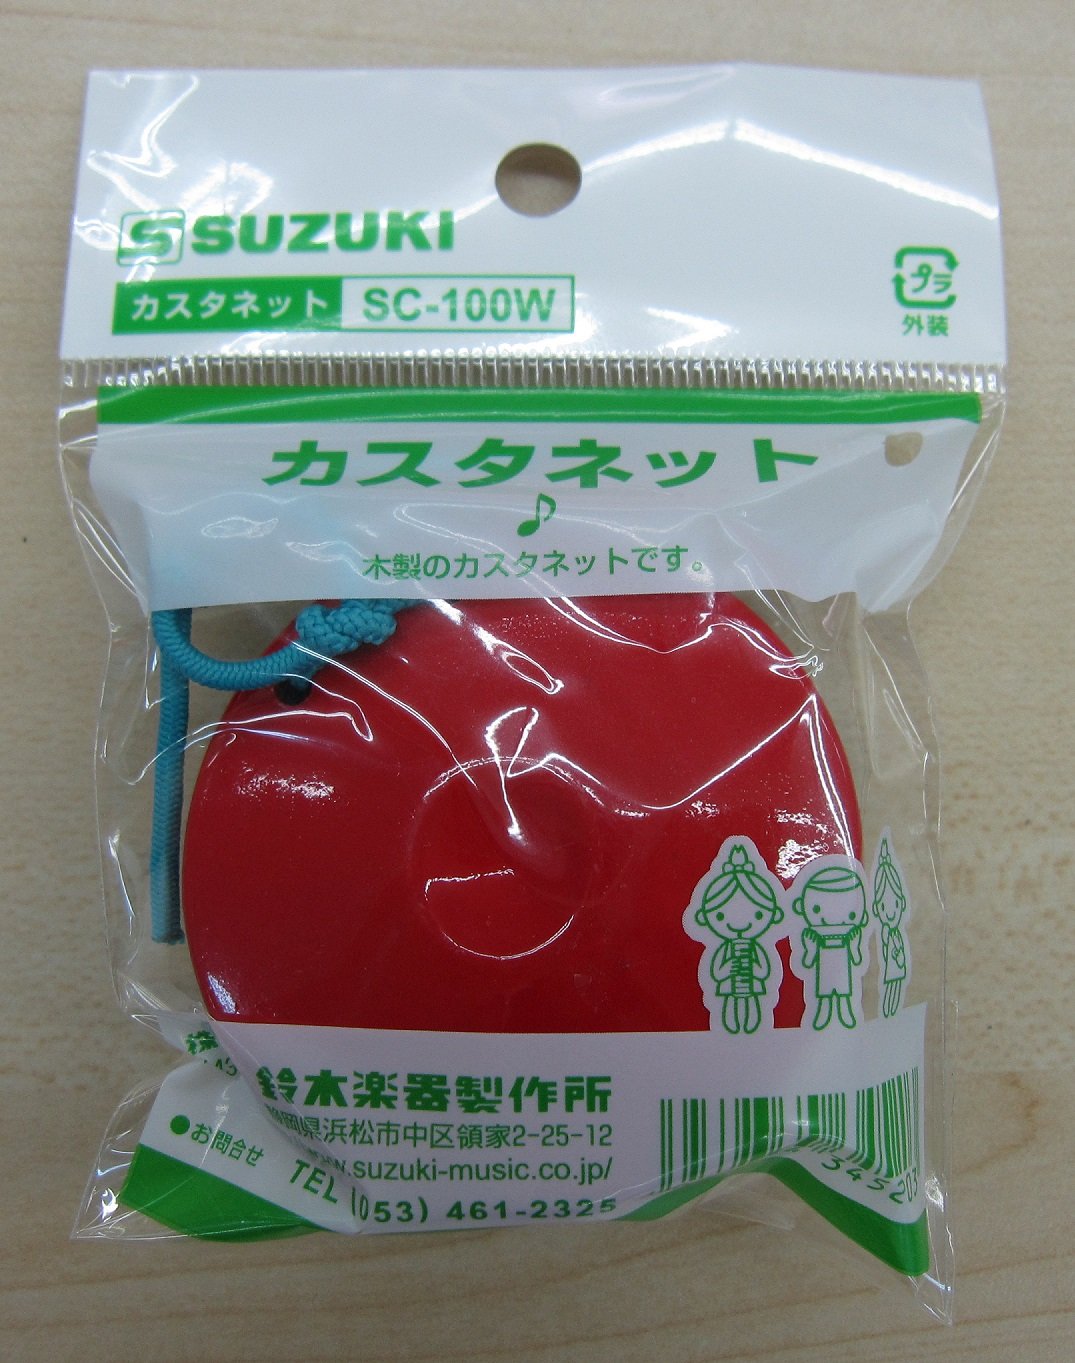 S SUZUKI
カスタネット SC-100W
プラ
外装
カスタネット
♪
木製のカスタネットです。
鈴木楽器製作所
岡県浜松市中区領家2-25-12
.suzuki-music.co.jp/
●お問合せ TEL (053) 461-2325
345203